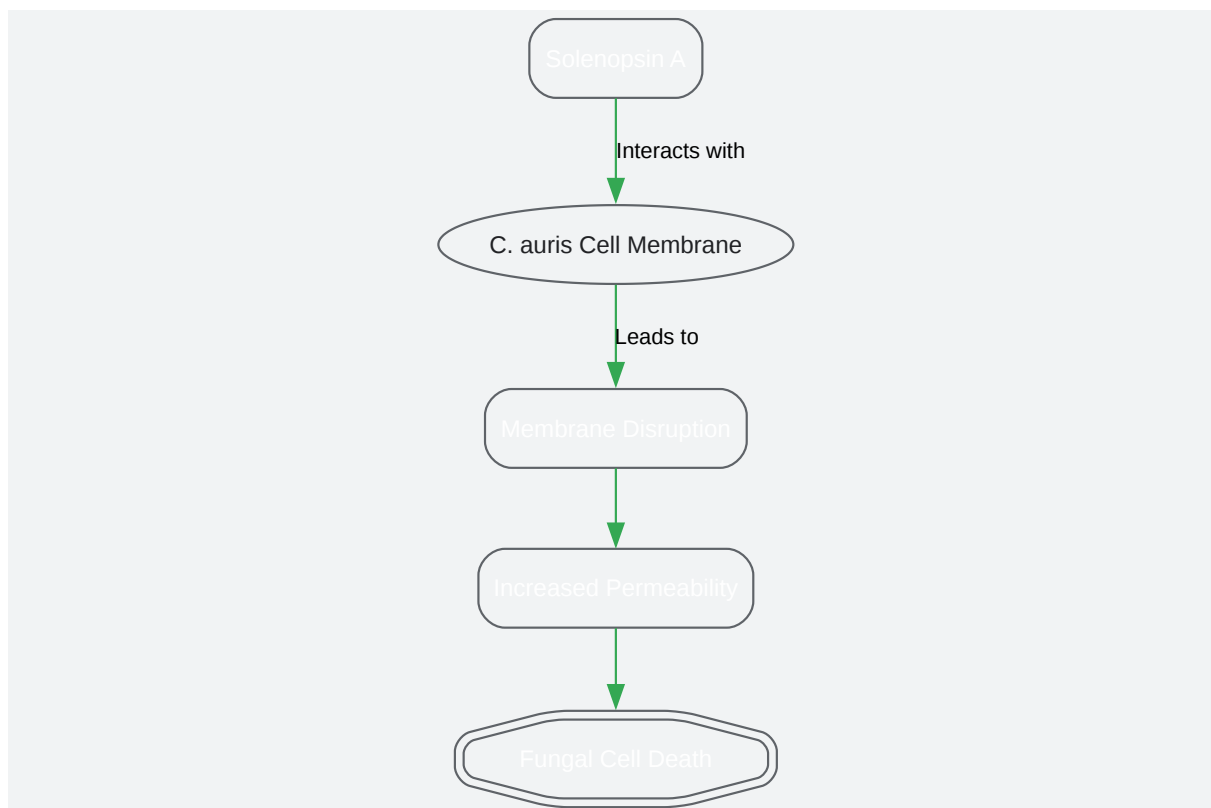 Solenopsin A
Interacts with
C. auris Cell Membrane
Leads to
Membrane Disruption
Increased Permeability
Fungal Cell Death